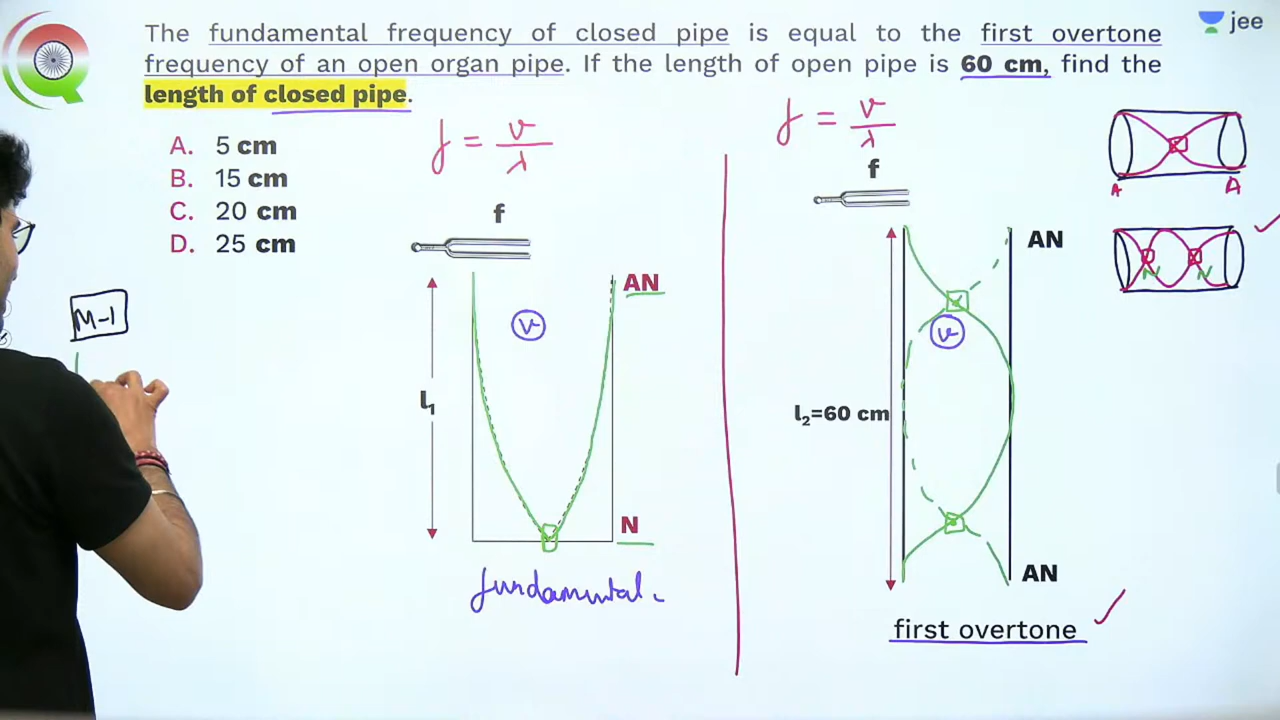 The fundamental frequency of closed pipe is equal to the first overtone
frequency of an open organ pipe. If the length of open pipe is 60 cm, find the
length of closed pipe.
jee
A. 5 cm
B. 15 cm
C. 20 cm
D. 25 cm
M-1
f = v/λ
f
AN
v
l₁
N
fundamental.
f = v/λ
f
AN
v
l₂=60 cm
AN
first overtone
A A
N N